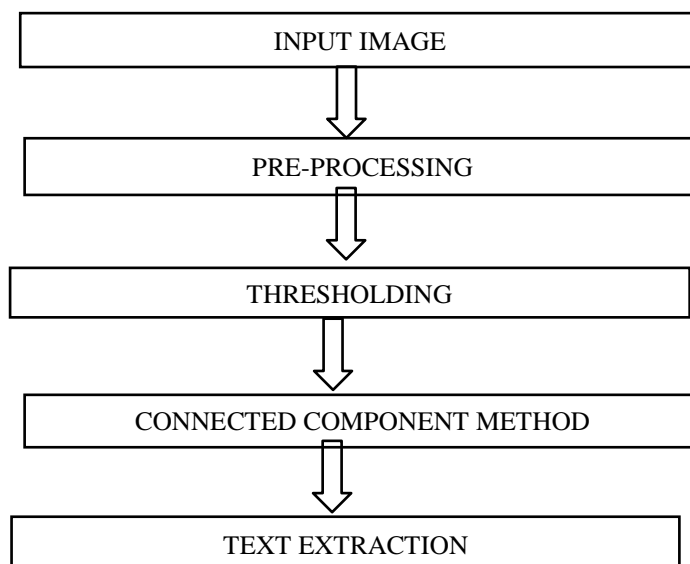 INPUT IMAGE
PRE-PROCESSING
THRESHOLDING
CONNECTED COMPONENT METHOD
TEXT EXTRACTION